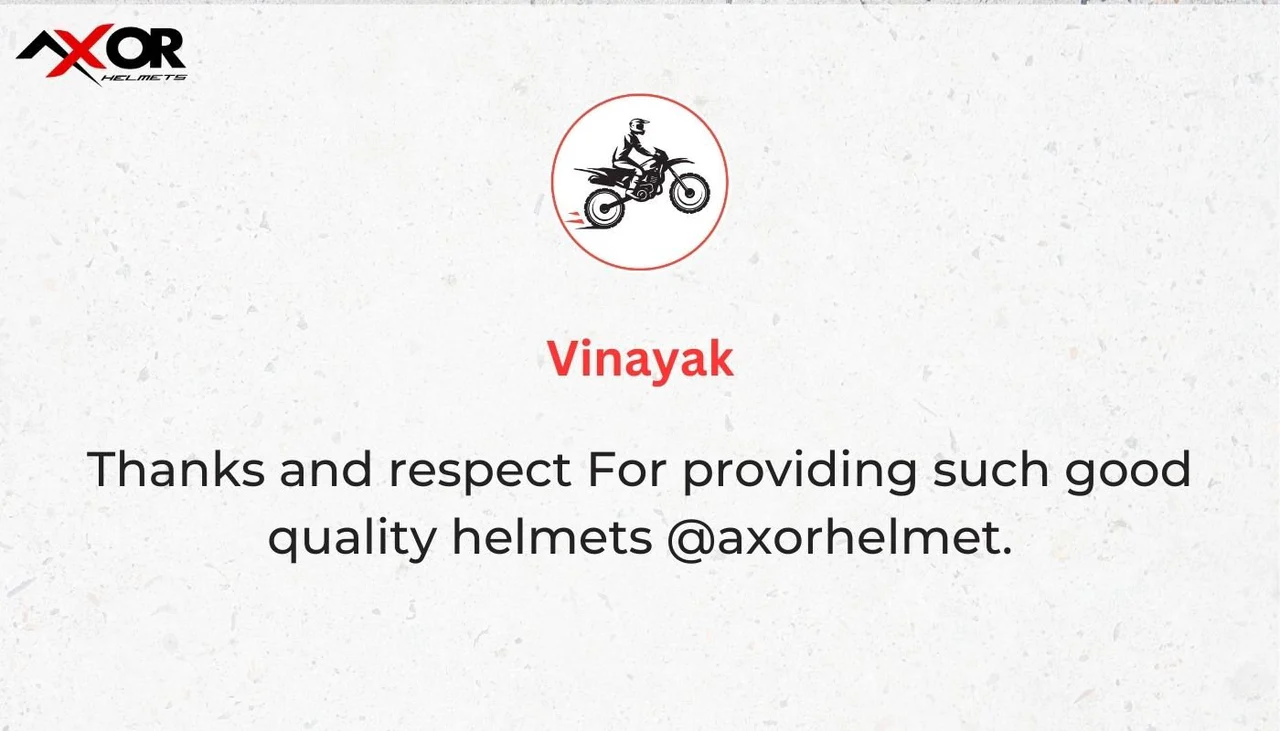 AXOR
HELMETS
Vinayak
Thanks and respect For providing such good
quality helmets @axorhelmet.